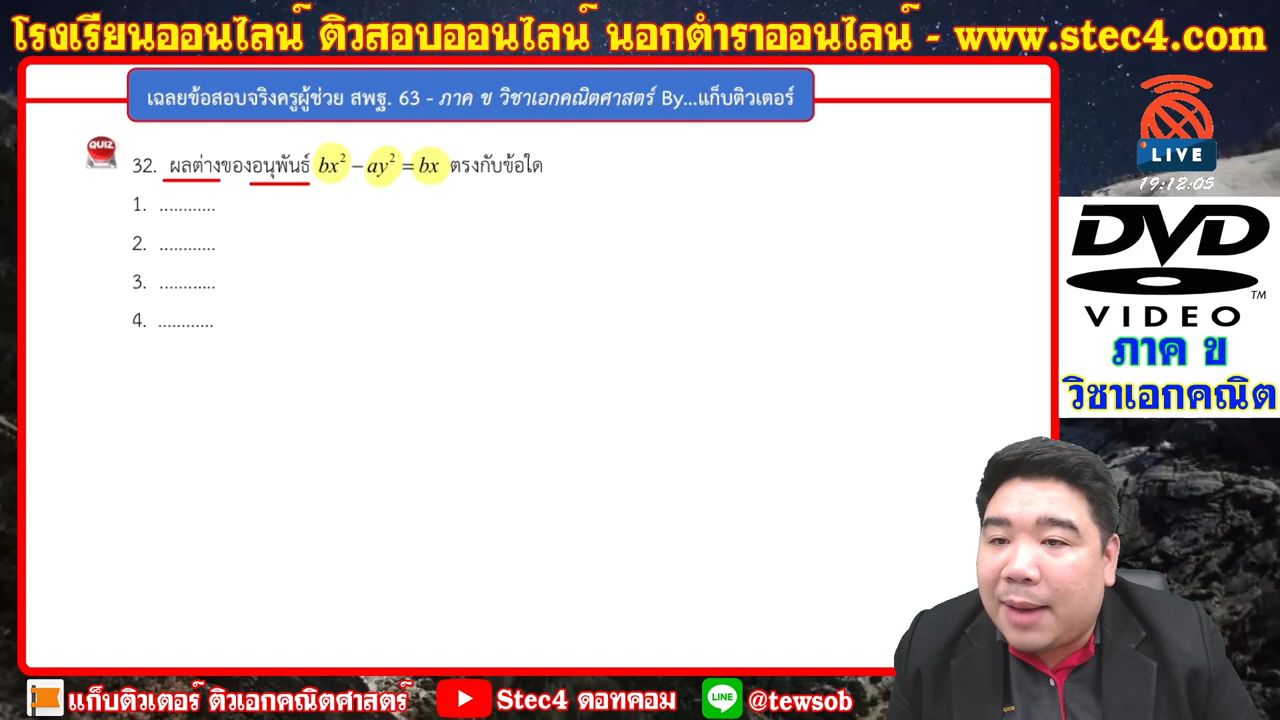 โรงเรียนออนไลน์ ติวสอบออนไลน์ นอกตำราออนไลน์ - www.stec4.com
เฉลยข้อสอบจริงครูผู้ช่วย สพฐ. 63 - ภาค ข วิชาเอกคณิตศาสตร์ By...แก็บติวเตอร์
QUIZ
32. ผลต่างของอนุพันธ์ bx² − ay² = bx ตรงกับข้อใด
1. ............
2. ............
3. ............
4. ............
LIVE
19:12:05
DVD
VIDEO TM
ภาค ข
วิชาเอกคณิต
แก็บติวเตอร์ ติวเอกคณิตศาสตร์ Stec4 ดอทคอม LINE @tewsob